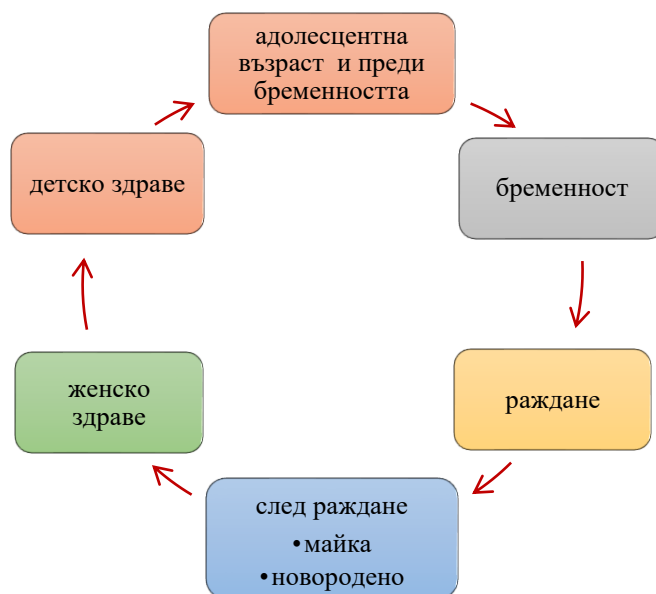 адолесцентна
възраст и преди
бременността
бременност
раждане
след раждане
•майка
•новородено
женско
здраве
детско здраве